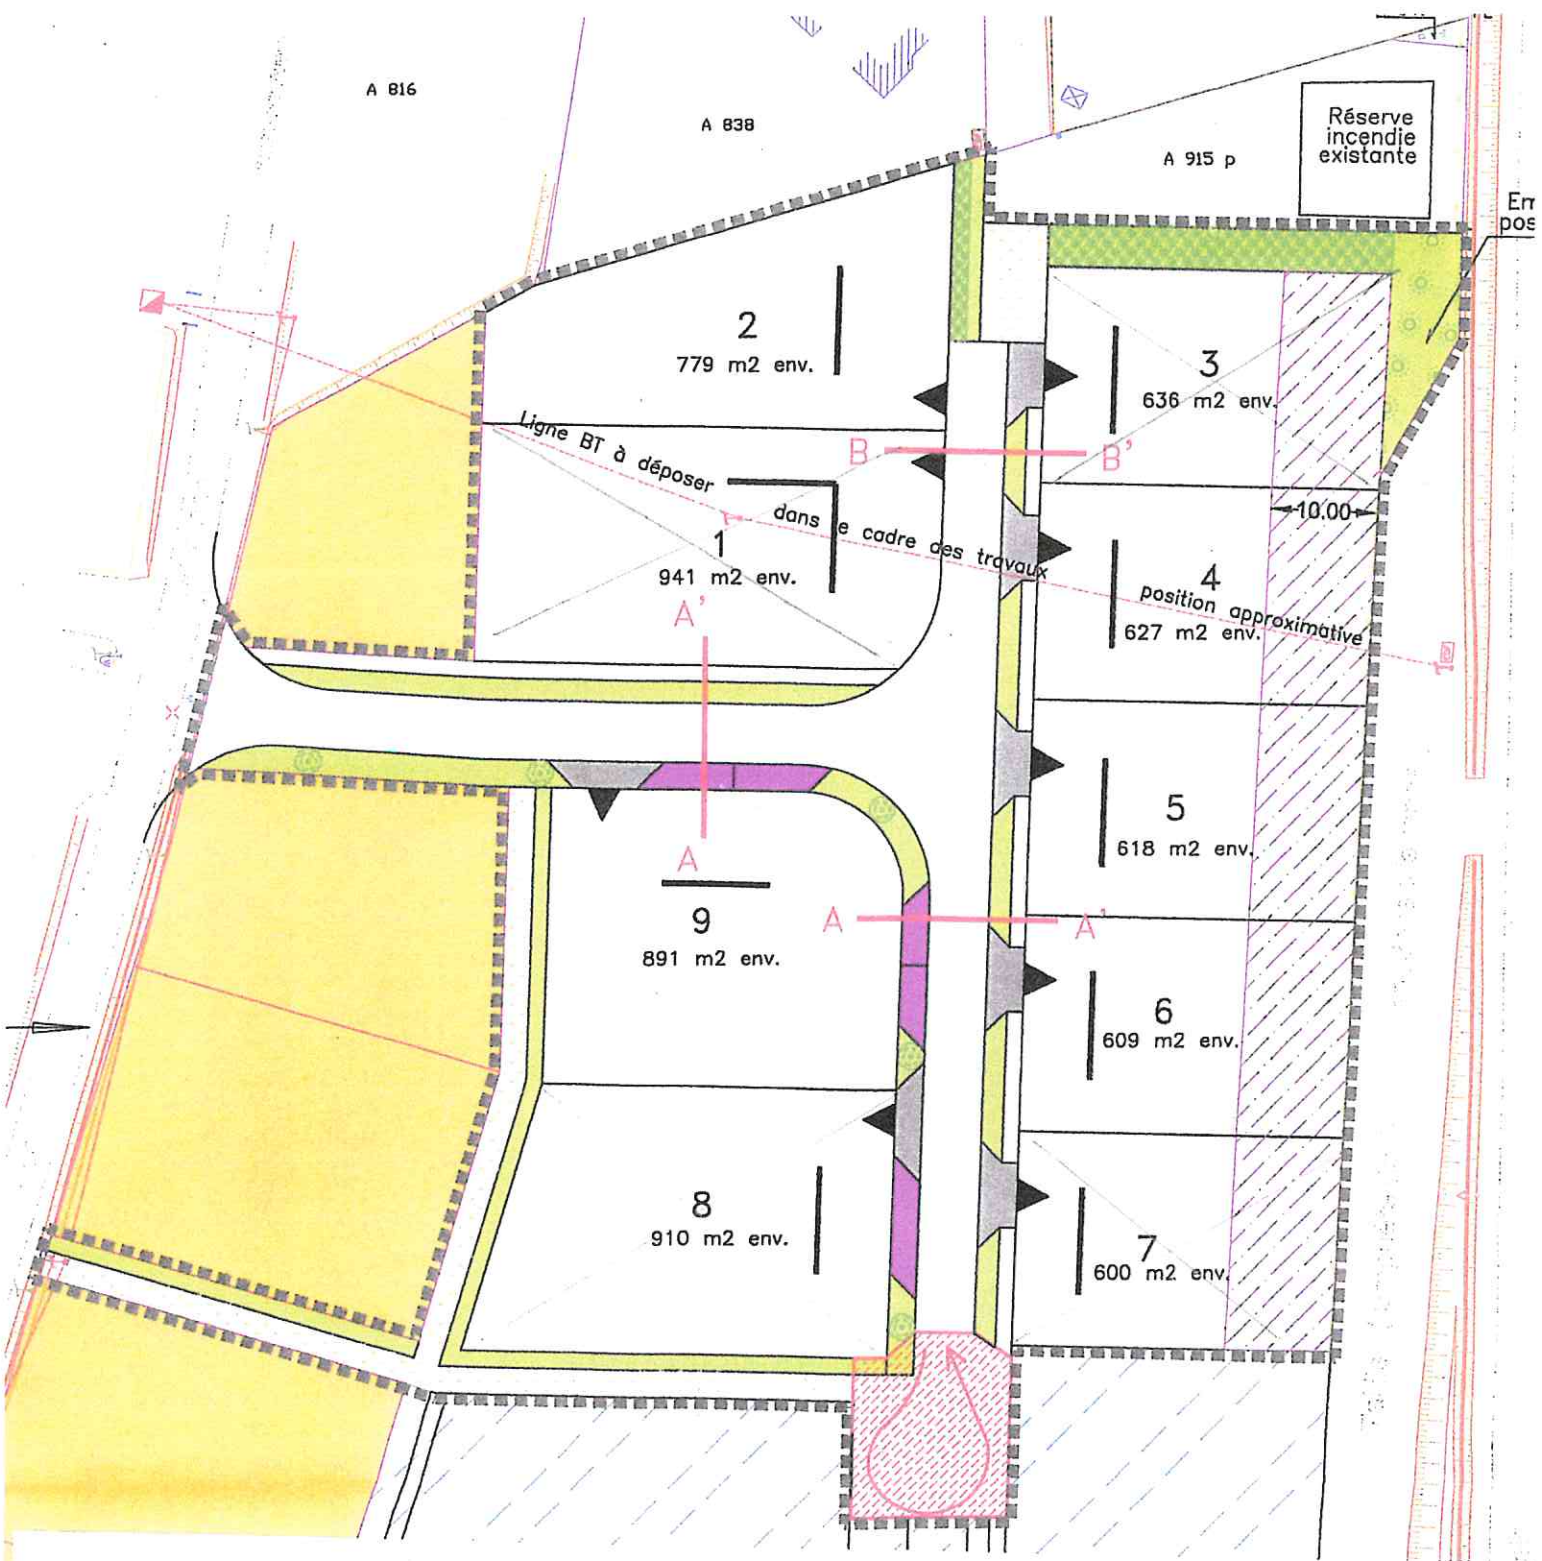 A 816
A 838
A 915 p
Réserve
incendie
existante
2
779 m2 env.
3
636 m2 env.
Ligne BT à déposer
dans le cadre des travaux
position approximative
B
B'
10.00
1
941 m2 env.
4
627 m2 env.
A'
A
5
618 m2 env.
9
891 m2 env.
A
A'
6
609 m2 env.
8
910 m2 env.
7
600 m2 env.